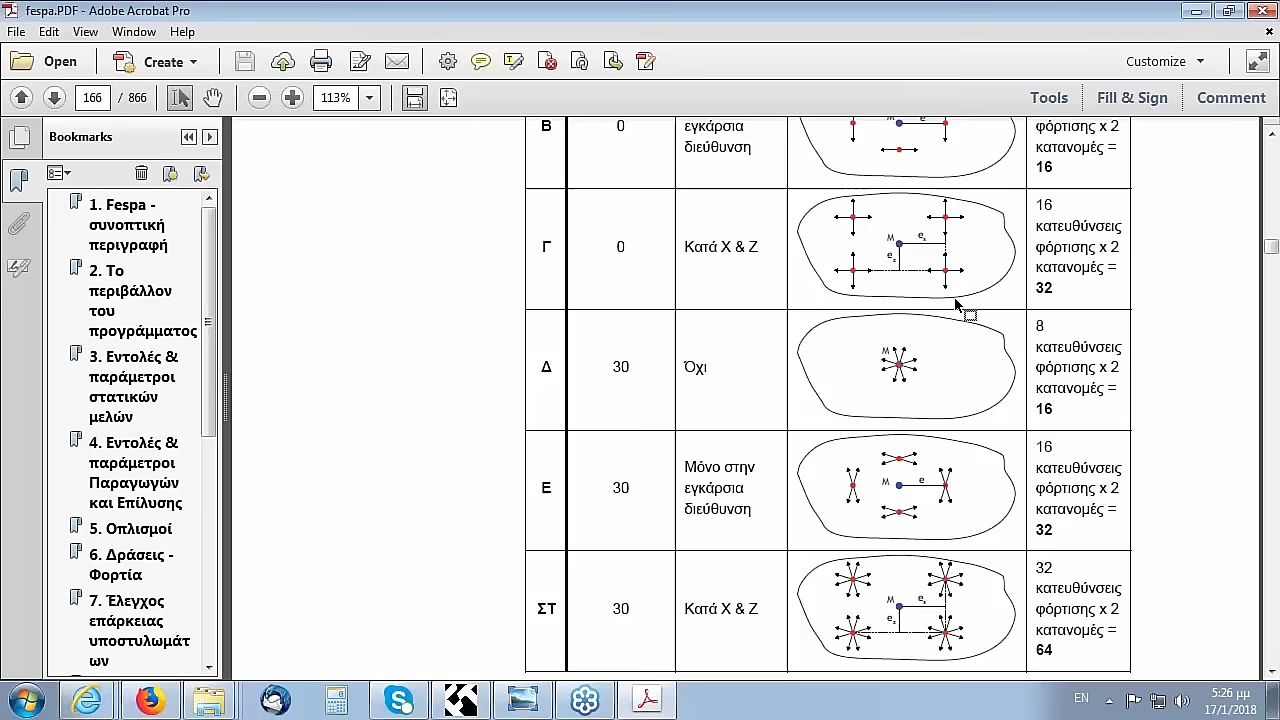 fespa.PDF - Adobe Acrobat Pro
File Edit View Window Help
Open Create Customize
166 / 866 113% Tools Fill & Sign Comment
Bookmarks
1. Fespa -
συνοπτική
περιγραφή
2. Το
περιβάλλον
του
προγράμματος
3. Εντολές &
παράμετροι
στατικών
μελών
4. Εντολές &
παράμετροι
Παραγωγών
και Επίλυσης
5. Οπλισμοί
6. Δράσεις -
Φορτία
7. Έλεγχος
επάρκειας
υποστυλωμάτ
ων
Β 0 εγκάρσια
διεύθυνση
M e
φόρτισης x 2
κατανομές =
16
Γ 0 Κατά X & Z
M ex
ez
16
κατευθύνσεις
φόρτισης x 2
κατανομές =
32
Δ 30 Όχι
M
8
κατευθύνσεις
φόρτισης x 2
κατανομές =
16
Ε 30 Μόνο στην
εγκάρσια
διεύθυνση
M e
16
κατευθύνσεις
φόρτισης x 2
κατανομές =
32
ΣΤ 30 Κατά X & Z
M ex
ez
32
κατευθύνσεις
φόρτισης x 2
κατανομές =
64
EN 5:26 μμ
17/1/2018